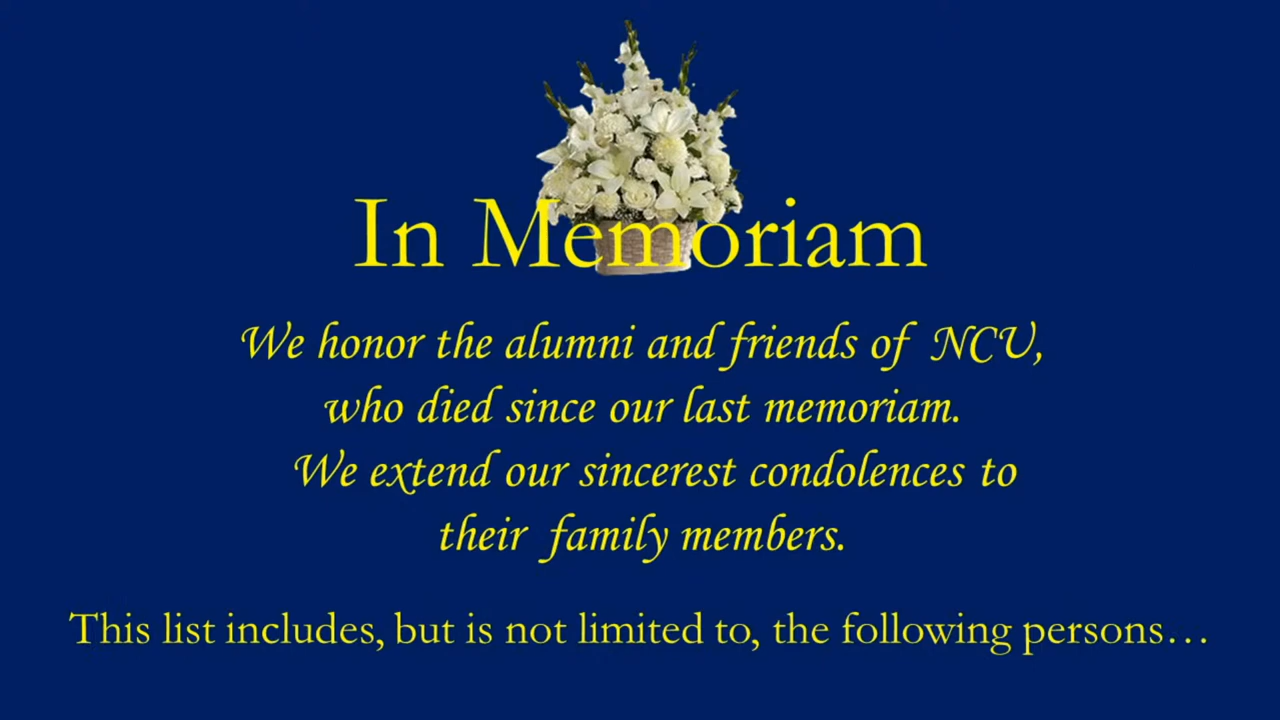 In Memoriam
We honor the alumni and friends of NCU,
who died since our last memoriam.
We extend our sincerest condolences to
their family members.
This list includes, but is not limited to, the following persons…